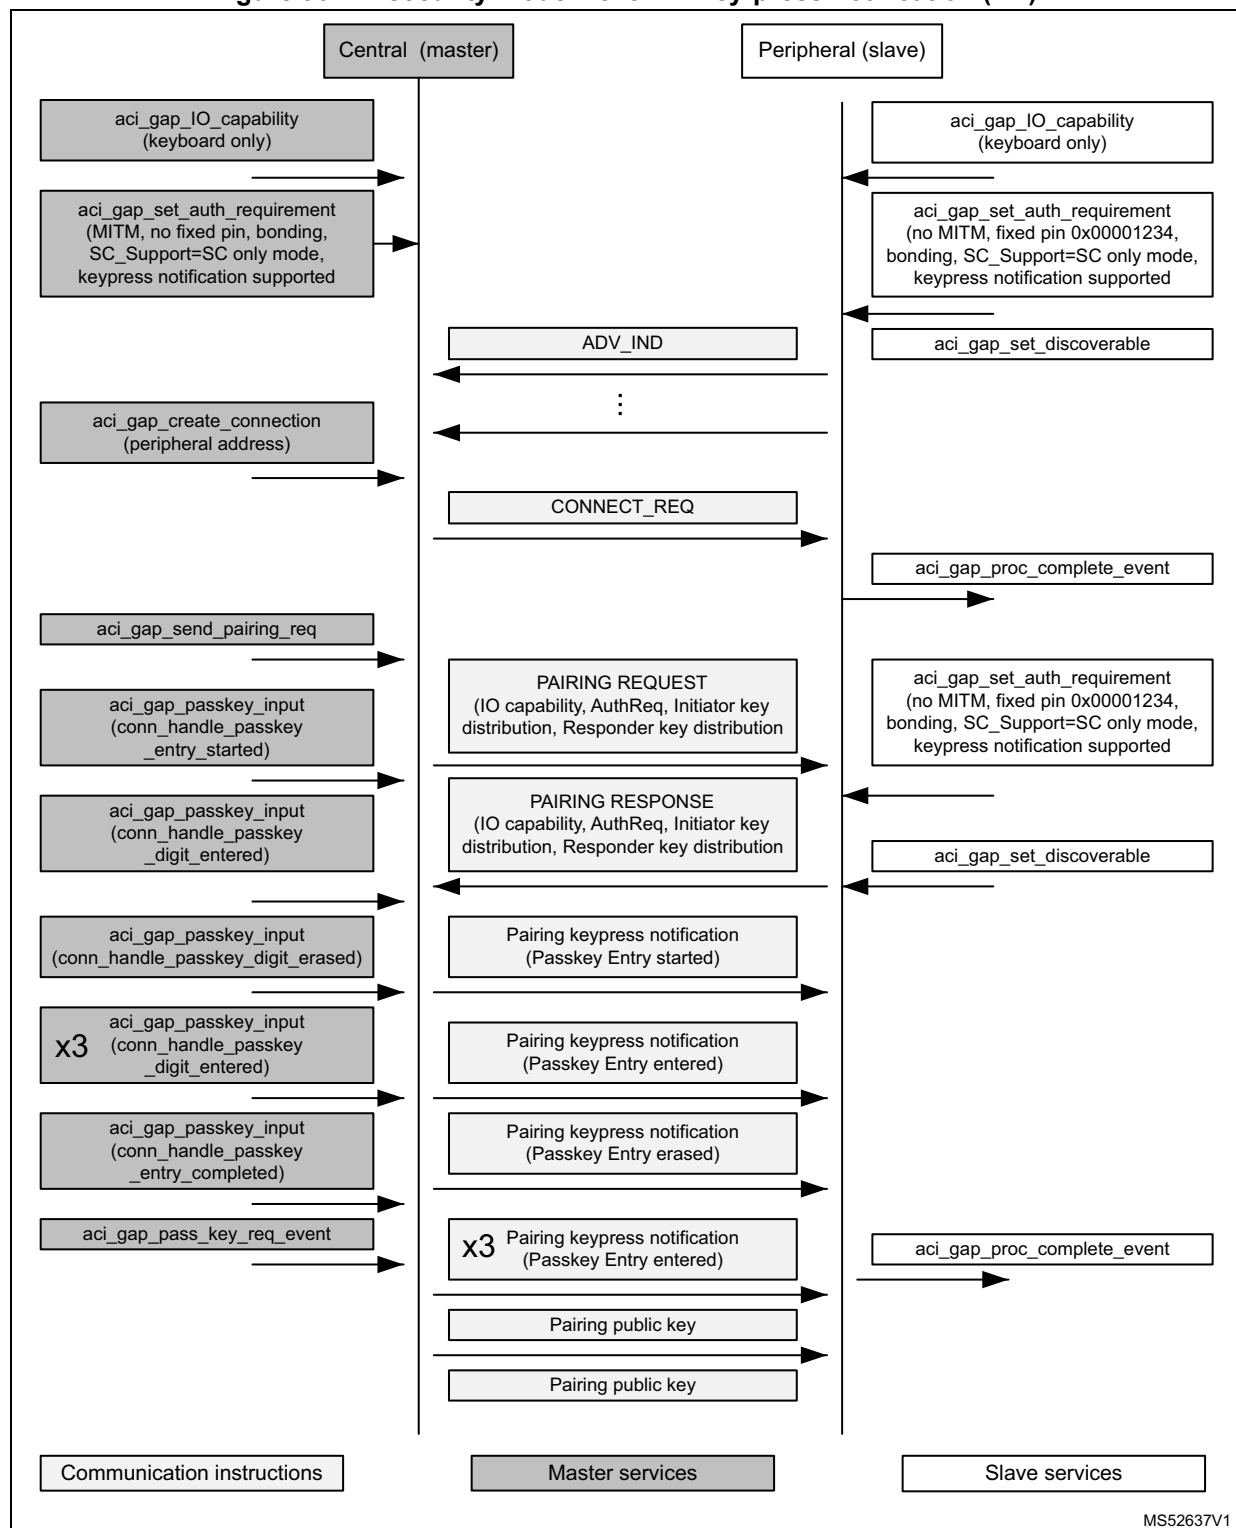 Central (master)
Peripheral (slave)
aci_gap_IO_capability
(keyboard only)
aci_gap_IO_capability
(keyboard only)
aci_gap_set_auth_requirement
(MITM, no fixed pin, bonding,
SC_Support=SC only mode,
keypress notification supported
aci_gap_set_auth_requirement
(no MITM, fixed pin 0x00001234,
bonding, SC_Support=SC only mode,
keypress notification supported
ADV_IND
aci_gap_set_discoverable
aci_gap_create_connection
(peripheral address)
CONNECT_REQ
aci_gap_proc_complete_event
aci_gap_send_pairing_req
PAIRING REQUEST
(IO capability, AuthReq, Initiator key
distribution, Responder key distribution
aci_gap_set_auth_requirement
(no MITM, fixed pin 0x00001234,
bonding, SC_Support=SC only mode,
keypress notification supported
aci_gap_passkey_input
(conn_handle_passkey
_entry_started)
PAIRING RESPONSE
(IO capability, AuthReq, Initiator key
distribution, Responder key distribution
aci_gap_passkey_input
(conn_handle_passkey
_digit_entered)
aci_gap_set_discoverable
aci_gap_passkey_input
(conn_handle_passkey_digit_erased)
Pairing keypress notification
(Passkey Entry started)
x3
aci_gap_passkey_input
(conn_handle_passkey
_digit_entered)
Pairing keypress notification
(Passkey Entry entered)
aci_gap_passkey_input
(conn_handle_passkey
_entry_completed)
Pairing keypress notification
(Passkey Entry erased)
aci_gap_pass_key_req_event
x3
Pairing keypress notification
(Passkey Entry entered)
aci_gap_proc_complete_event
Pairing public key
Pairing public key
Communication instructions
Master services
Slave services
MS52637V1